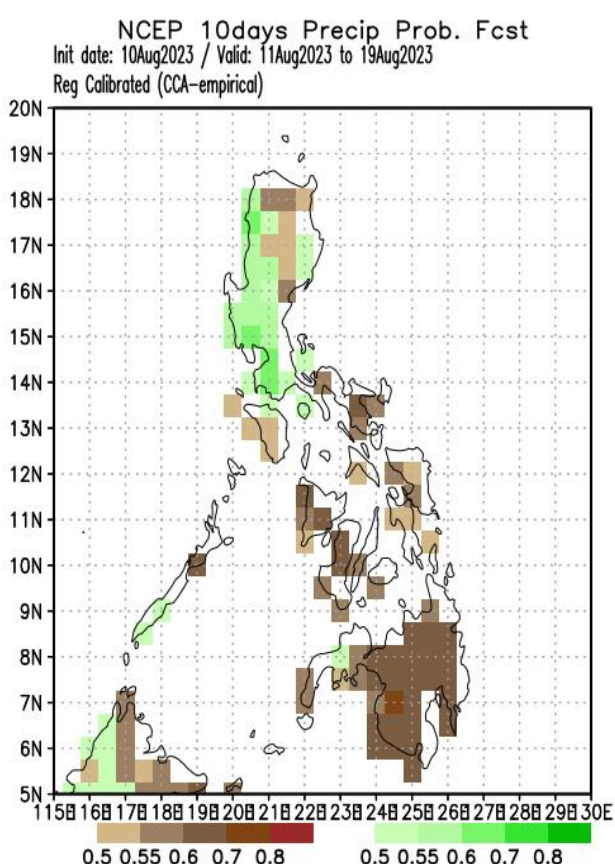 NCEP 10days Precip Prob. Fcst
Init date: 10Aug2023 / Valid: 11Aug2023 to 19Aug2023
Reg Calibrated (CCA-empirical)
20N
19N
18N
17N
16N
15N
14N
13N
12N
11N
10N
9N
8N
7N
6N
5N
115E 116E 117E 118E 119E 120E 121E 122E 123E 124E 125E 126E 127E 128E 129E 130E
0.5 0.55 0.6 0.7 0.8 0.5 0.55 0.6 0.7 0.8